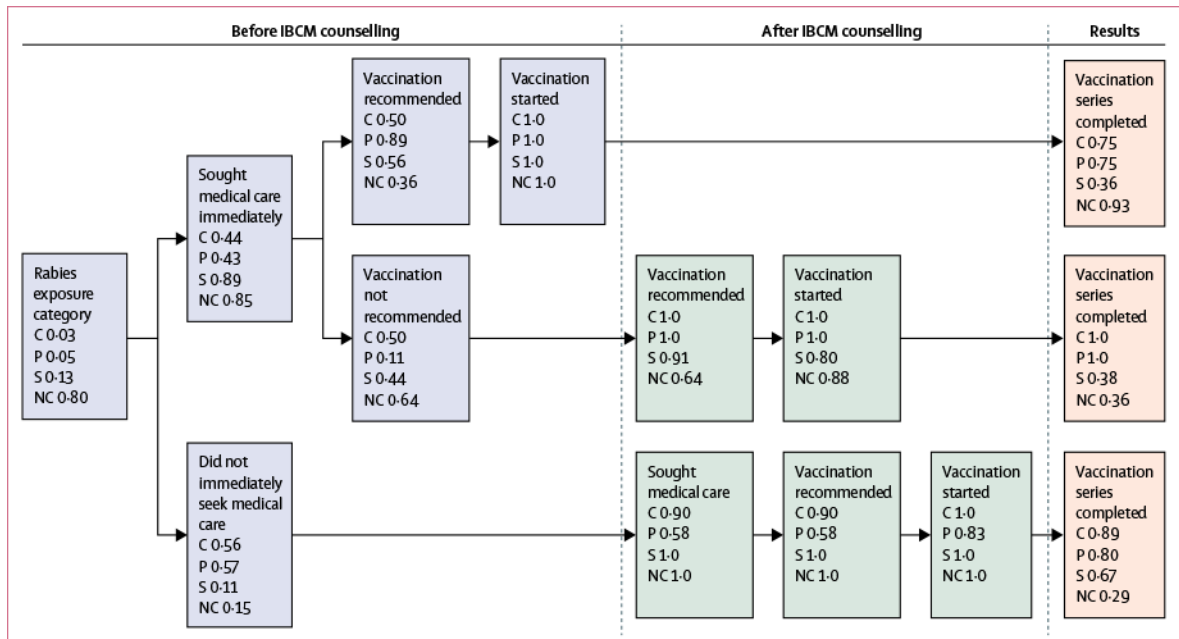 Before IBCM counselling
After IBCM counselling
Results
Rabies
exposure
category
C 0·03
P 0·05
S 0·13
NC 0·80
Sought
medical care
immediately
C 0·44
P 0·43
S 0·89
NC 0·85
Did not
immediately
seek medical
care
C 0·56
P 0·57
S 0·11
NC 0·15
Vaccination
recommended
C 0·50
P 0·89
S 0·56
NC 0·36
Vaccination
started
C 1·0
P 1·0
S 1·0
NC 1·0
Vaccination
series
completed
C 0·75
P 0·75
S 0·36
NC 0·93
Vaccination
not
recommended
C 0·50
P 0·11
S 0·44
NC 0·64
Vaccination
recommended
C 1·0
P 1·0
S 0·91
NC 0·64
Vaccination
started
C 1·0
P 1·0
S 0·80
NC 0·88
Vaccination
series
completed
C 1·0
P 1·0
S 0·38
NC 0·36
Sought
medical care
C 0·90
P 0·58
S 1·0
NC 1·0
Vaccination
recommended
C 0·90
P 0·58
S 1·0
NC 1·0
Vaccination
started
C 1·0
P 0·83
S 1·0
NC 1·0
Vaccination
series
completed
C 0·89
P 0·80
S 0·67
NC 0·29